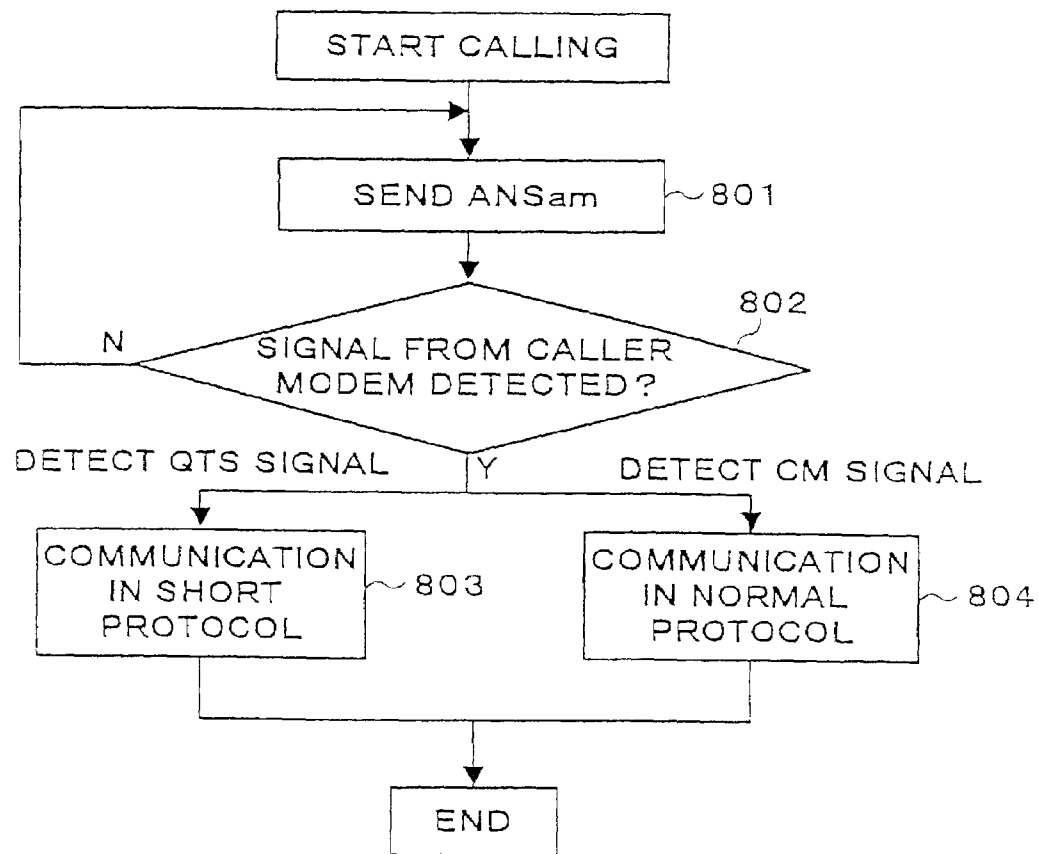 START CALLING
SEND ANSam
801
802
N
SIGNAL FROM CALLER
MODEM DETECTED?
DETECT QTS SIGNAL
Y
DETECT CM SIGNAL
COMMUNICATION
IN SHORT
PROTOCOL
803
COMMUNICATION
IN NORMAL
PROTOCOL
804
END